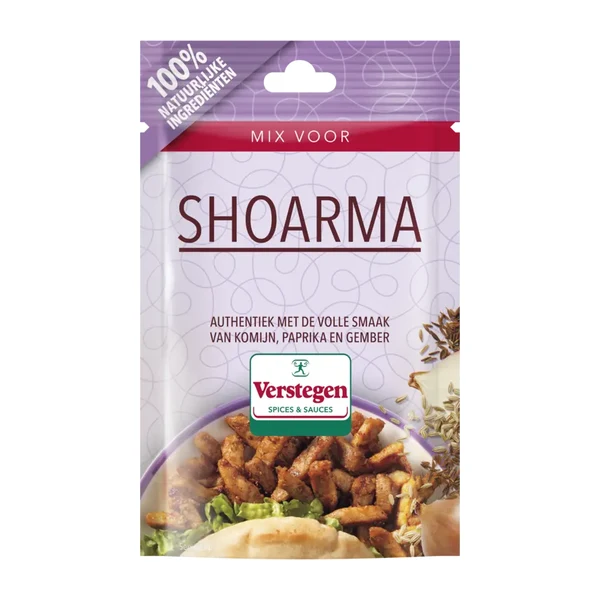 100%
NATUURLIJKE
INGREDIËNTEN
MIX VOOR
SHOARMA
AUTHENTIEK MET DE VOLLE SMAAK
VAN KOMIJN, PAPRIKA EN GEMBER
Verstegen
SPICES & SAUCES